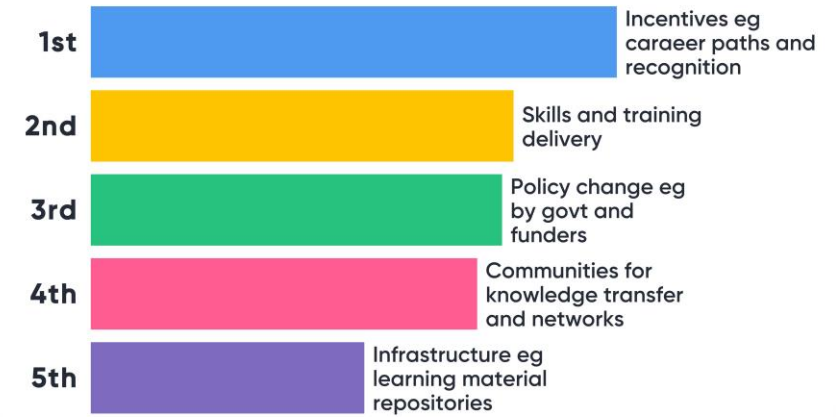 1st
Incentives eg
caraeer paths and
recognition
2nd
Skills and training
delivery
3rd
Policy change eg
by govt and
funders
4th
Communities for
knowledge transfer
and networks
5th
Infrastructure eg
learning material
repositories